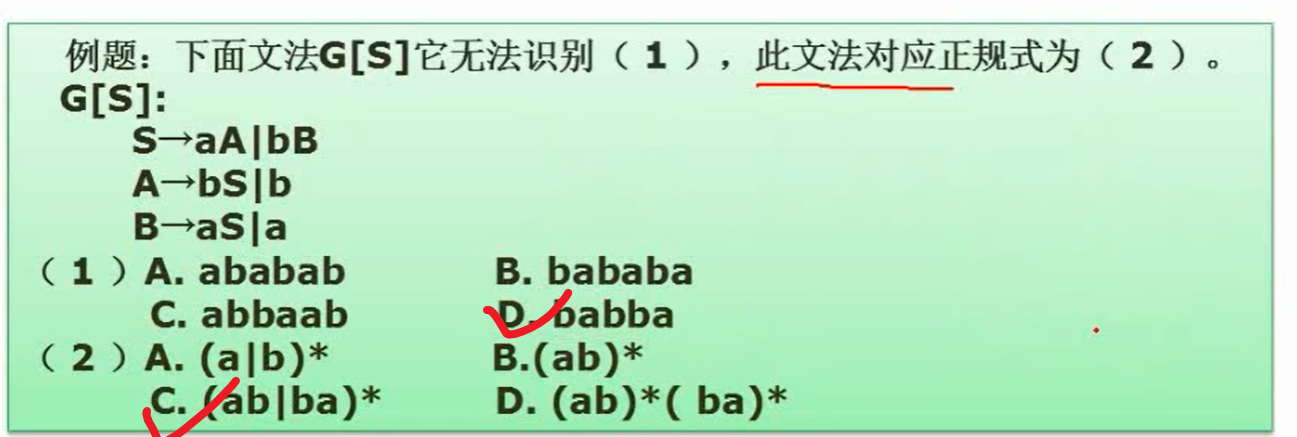 例题：下面文法G[S]它无法识别（1），此文法对应正规式为（2）。
G[S]:
S→aA|bB
A→bS|b
B→aS|a
（1）A. ababab B. bababa
C. abbaab D. babba
（2）A. (a|b)* B.(ab)*
C. (ab|ba)* D. (ab)*( ba)*